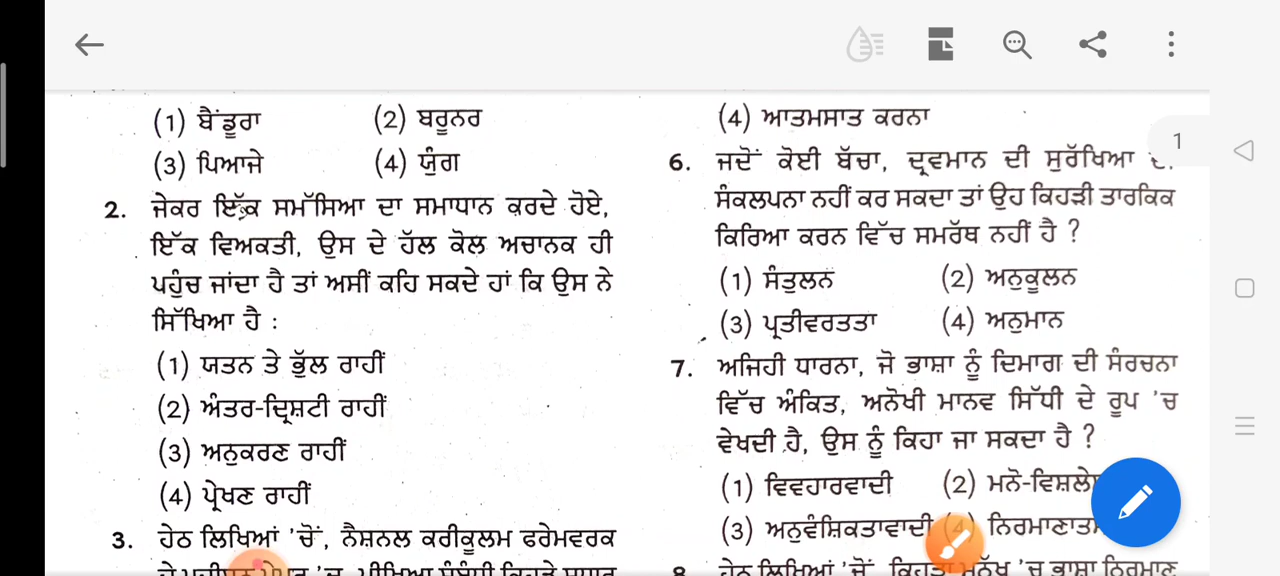 1
(1) ਬੈਂਡੂਰਾ (2) ਬਰੂਨਰ
(3) ਪਿਆਜੇ (4) ਯੁੰਗ
2. ਜੇਕਰ ਇੱਕ ਸਮੱਸਿਆ ਦਾ ਸਮਾਧਾਨ ਕਰਦੇ ਹੋਏ,
ਇੱਕ ਵਿਅਕਤੀ, ਉਸ ਦੇ ਹੱਲ ਕੋਲ ਅਚਾਨਕ ਹੀ
ਪਹੁੰਚ ਜਾਂਦਾ ਹੈ ਤਾਂ ਅਸੀਂ ਕਹਿ ਸਕਦੇ ਹਾਂ ਕਿ ਉਸ ਨੇ
ਸਿੱਖਿਆ ਹੈ :
(1) ਯਤਨ ਤੇ ਭੁੱਲ ਰਾਹੀਂ
(2) ਅੰਤਰ-ਦ੍ਰਿਸ਼ਟੀ ਰਾਹੀਂ
(3) ਅਨੁਕਰਣ ਰਾਹੀਂ
(4) ਪ੍ਰੇਖਣ ਰਾਹੀਂ
3. ਹੇਠ ਲਿਖਿਆਂ 'ਚੋਂ, ਨੈਸ਼ਨਲ ਕਰੀਕੂਲਮ ਫਰੇਮਵਰਕ
(4) ਆਤਮਸਾਤ ਕਰਨਾ
6. ਜਦੋਂ ਕੋਈ ਬੱਚਾ, ਦ੍ਰਵਮਾਨ ਦੀ ਸੁਰੱਖਿਆ
ਸੰਕਲਪਨਾ ਨਹੀਂ ਕਰ ਸਕਦਾ ਤਾਂ ਉਹ ਕਿਹੜੀ ਤਾਰਕਿਕ
ਕਿਰਿਆ ਕਰਨ ਵਿੱਚ ਸਮਰੱਥ ਨਹੀਂ ਹੈ ?
(1) ਸੰਤੁਲਨ (2) ਅਨੁਕੂਲਨ
(3) ਪ੍ਰਤੀਵਰਤਤਾ (4) ਅਨੁਮਾਨ
7. ਅਜਿਹੀ ਧਾਰਨਾ, ਜੋ ਭਾਸ਼ਾ ਨੂੰ ਦਿਮਾਗ ਦੀ ਸੰਰਚਨਾ
ਵਿੱਚ ਅੰਕਿਤ, ਅਨੋਖੀ ਮਾਨਵ ਸਿੱਧੀ ਦੇ ਰੂਪ 'ਚ
ਵੇਖਦੀ ਹੈ, ਉਸ ਨੂੰ ਕਿਹਾ ਜਾ ਸਕਦਾ ਹੈ ?
(1) ਵਿਵਹਾਰਵਾਦੀ (2)
(3) ਅਨੁਵੰਸ਼ਿਕਤਾਵਾਦੀ (4)
8. ਹੇਠ ਲਿਖਿਆਂ 'ਚੋਂ